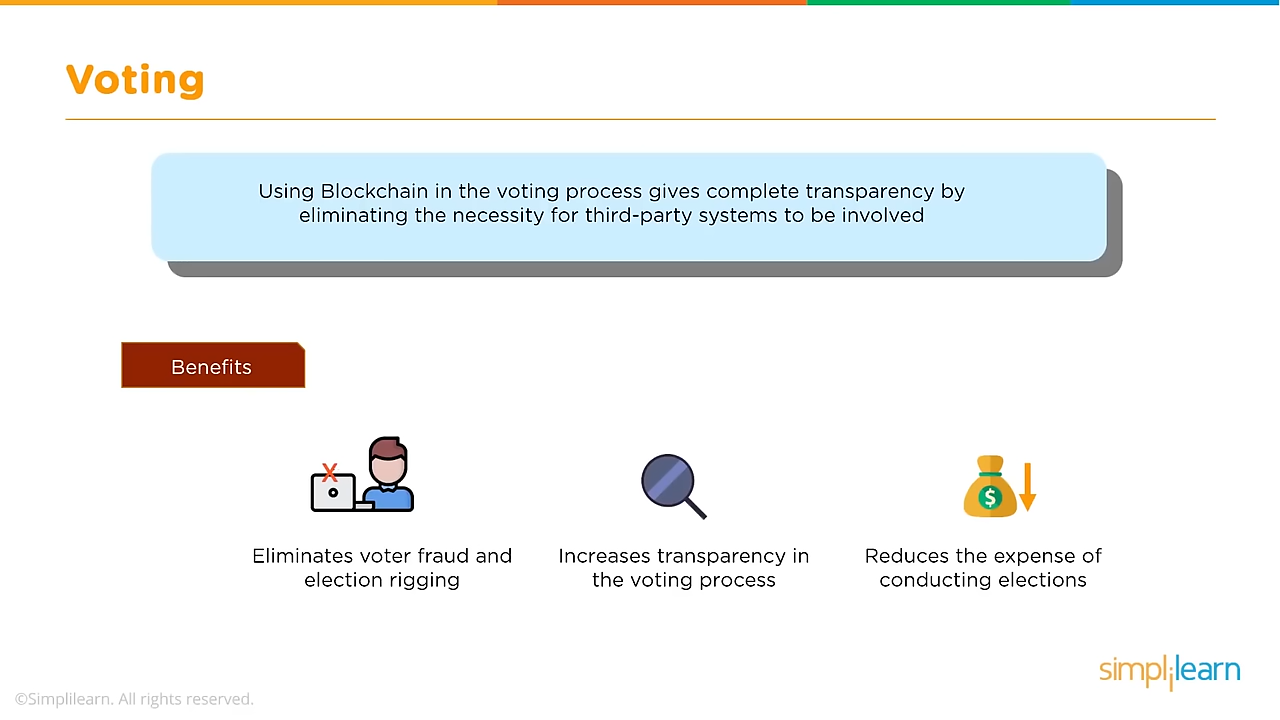 Voting
Using Blockchain in the voting process gives complete transparency by
eliminating the necessity for third-party systems to be involved
Benefits
X
$
Eliminates voter fraud and
election rigging
Increases transparency in
the voting process
Reduces the expense of
conducting elections
simplilearn
©Simplilearn. All rights reserved.